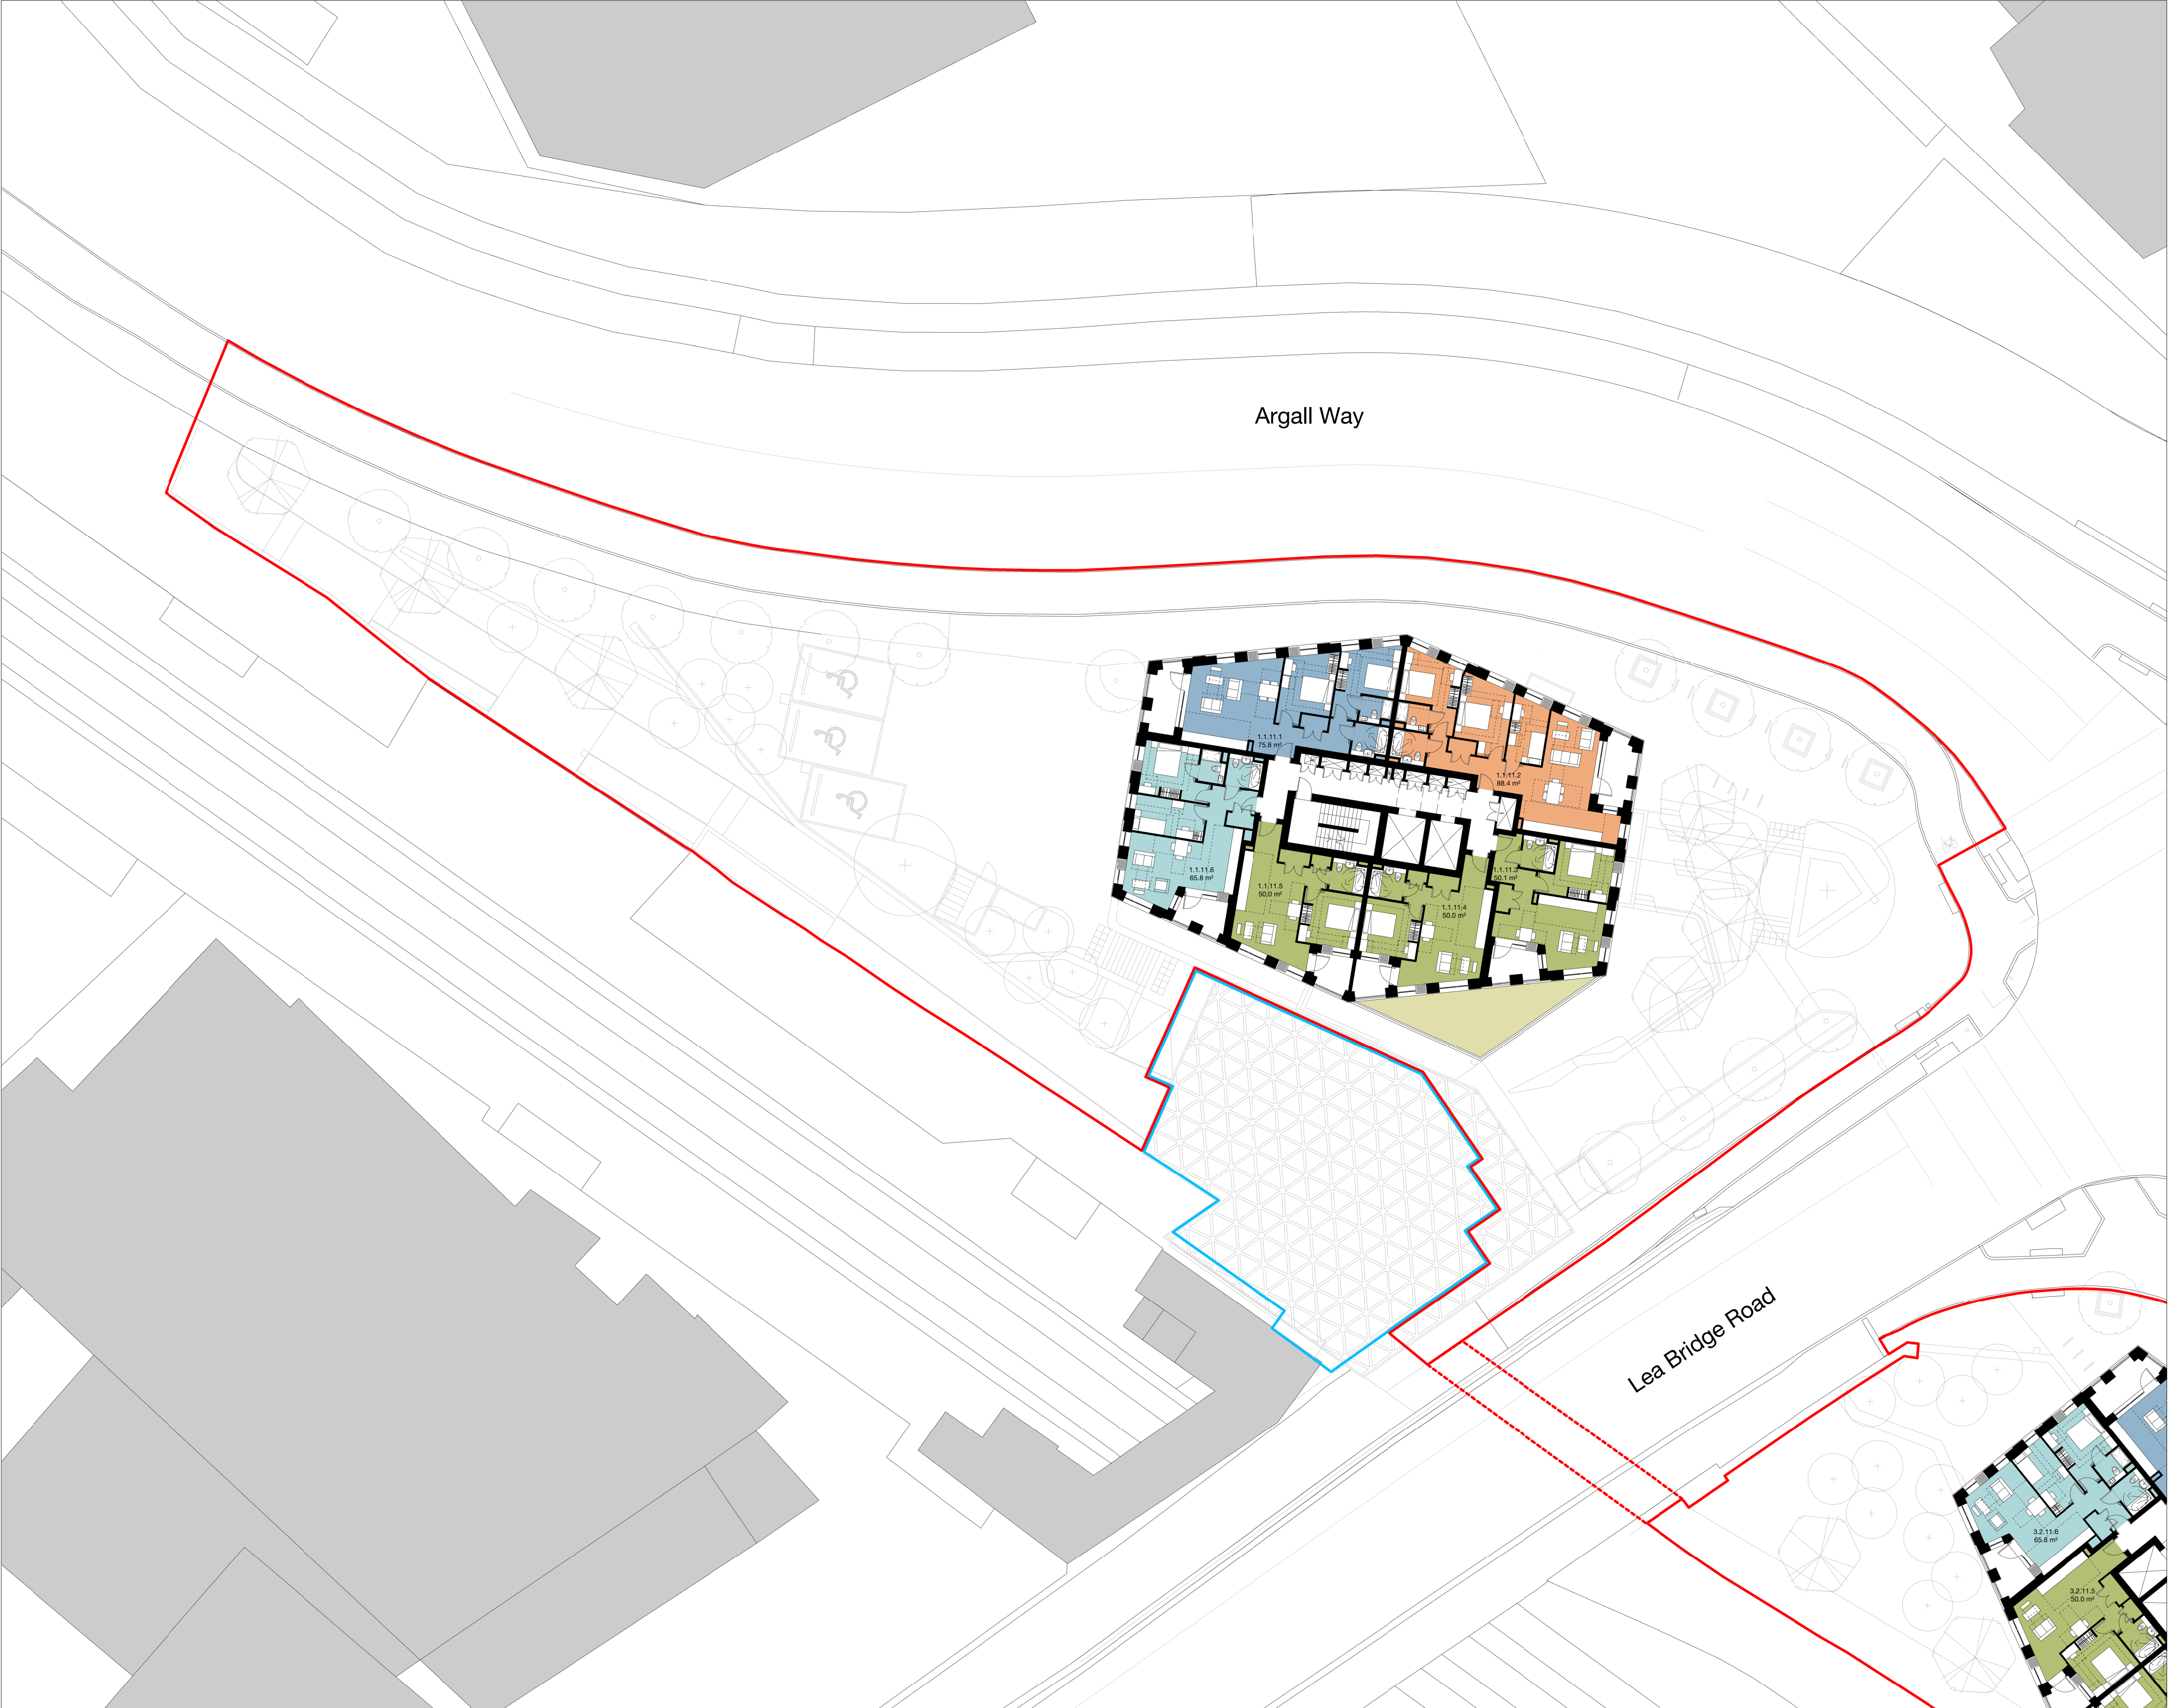 Argall Way
1.1.11.1
75.8 m²
1.1.11.2
88.4 m²
1.1.11.6
65.8 m²
1.1.11.3
50.1 m²
1.1.11.5
50.0 m²
1.1.11.4
50.0 m²
Lea Bridge Road
3.2.11.6
65.8 m²
3.2.11.5
50.0 m²